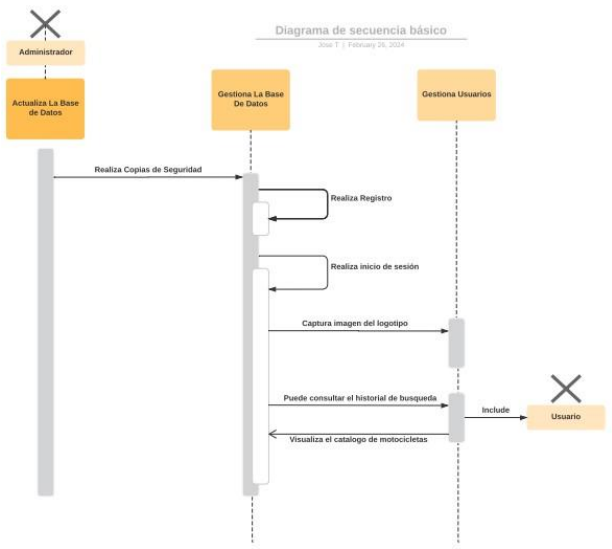 Diagrama de secuencia básico
Jose T | February 26, 2024
Administrador
Actualiza La Base
de Datos
Gestiona La Base
De Datos
Gestiona Usuarios
Realiza Copias de Seguridad
Realiza Registro
Realiza inicio de sesión
Captura imagen del logotipo
Puede consultar el historial de busqueda
Include
Usuario
Visualiza el catalogo de motocicletas